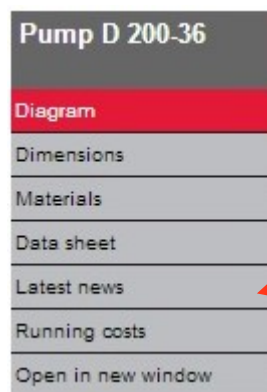 Pump D 200-36
Diagram
Dimensions
Materials
Data sheet
Latest news
Running costs
Open in new window